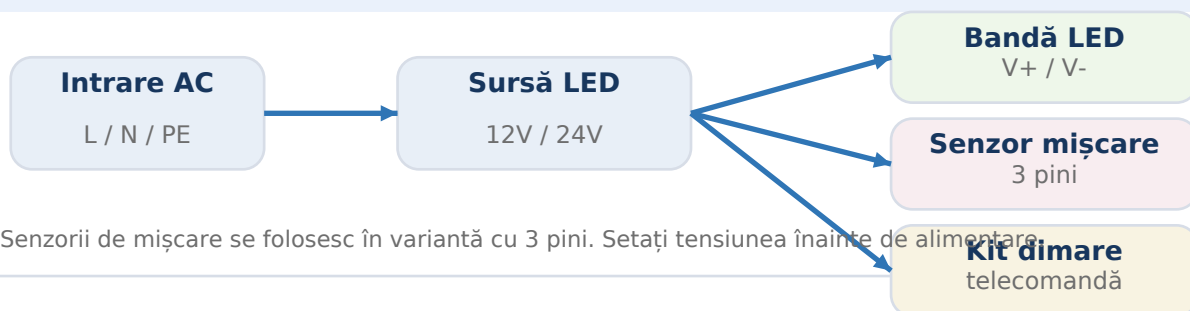 Intrare AC
L / N / PE
Sursă LED
12V / 24V
Bandă LED
V+ / V-
Senzor mișcare
3 pini
Senzorii de mișcare se folosesc în variantă cu 3 pini. Setați tensiunea înainte de alimentare.
Kit dimare
telecomandă